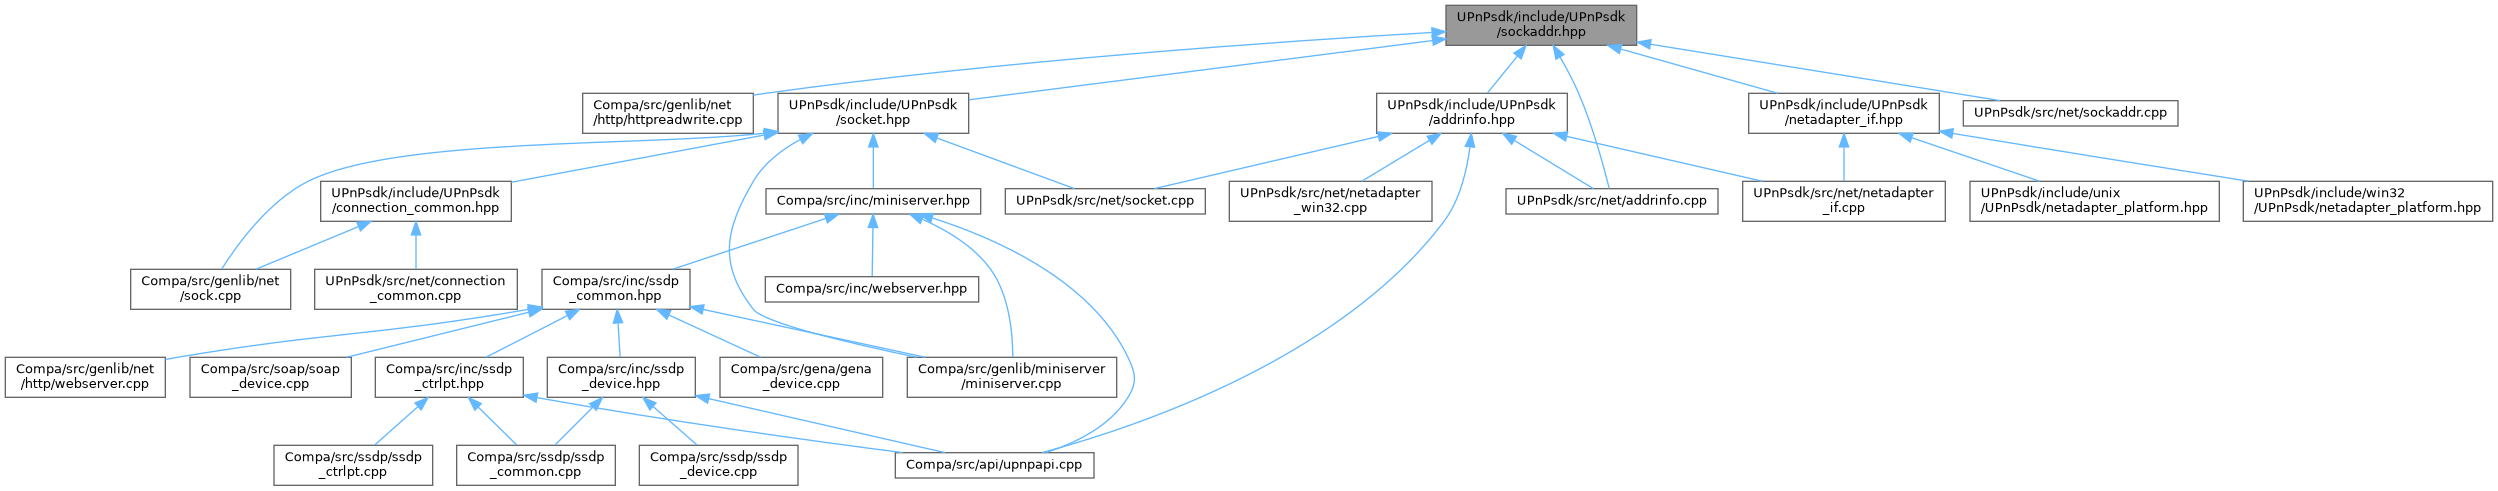 UPnPsdk/include/UPnPsdk
/sockaddr.hpp
Compa/src/genlib/net
/http/httpreadwrite.cpp
UPnPsdk/include/UPnPsdk
/socket.hpp
UPnPsdk/include/UPnPsdk
/addrinfo.hpp
UPnPsdk/include/UPnPsdk
/netadapter_if.hpp
UPnPsdk/src/net/sockaddr.cpp
UPnPsdk/include/UPnPsdk
/connection_common.hpp
Compa/src/inc/miniserver.hpp
UPnPsdk/src/net/socket.cpp
UPnPsdk/src/net/netadapter
_win32.cpp
UPnPsdk/src/net/addrinfo.cpp
UPnPsdk/src/net/netadapter
_if.cpp
UPnPsdk/include/unix
/UPnPsdk/netadapter_platform.hpp
UPnPsdk/include/win32
/UPnPsdk/netadapter_platform.hpp
Compa/src/genlib/net
/sock.cpp
UPnPsdk/src/net/connection
_common.cpp
Compa/src/inc/ssdp
_common.hpp
Compa/src/inc/webserver.hpp
Compa/src/genlib/net
/http/webserver.cpp
Compa/src/soap/soap
_device.cpp
Compa/src/inc/ssdp
_ctrlpt.hpp
Compa/src/inc/ssdp
_device.hpp
Compa/src/gena/gena
_device.cpp
Compa/src/genlib/miniserver
/miniserver.cpp
Compa/src/ssdp/ssdp
_ctrlpt.cpp
Compa/src/ssdp/ssdp
_common.cpp
Compa/src/ssdp/ssdp
_device.cpp
Compa/src/api/upnpapi.cpp